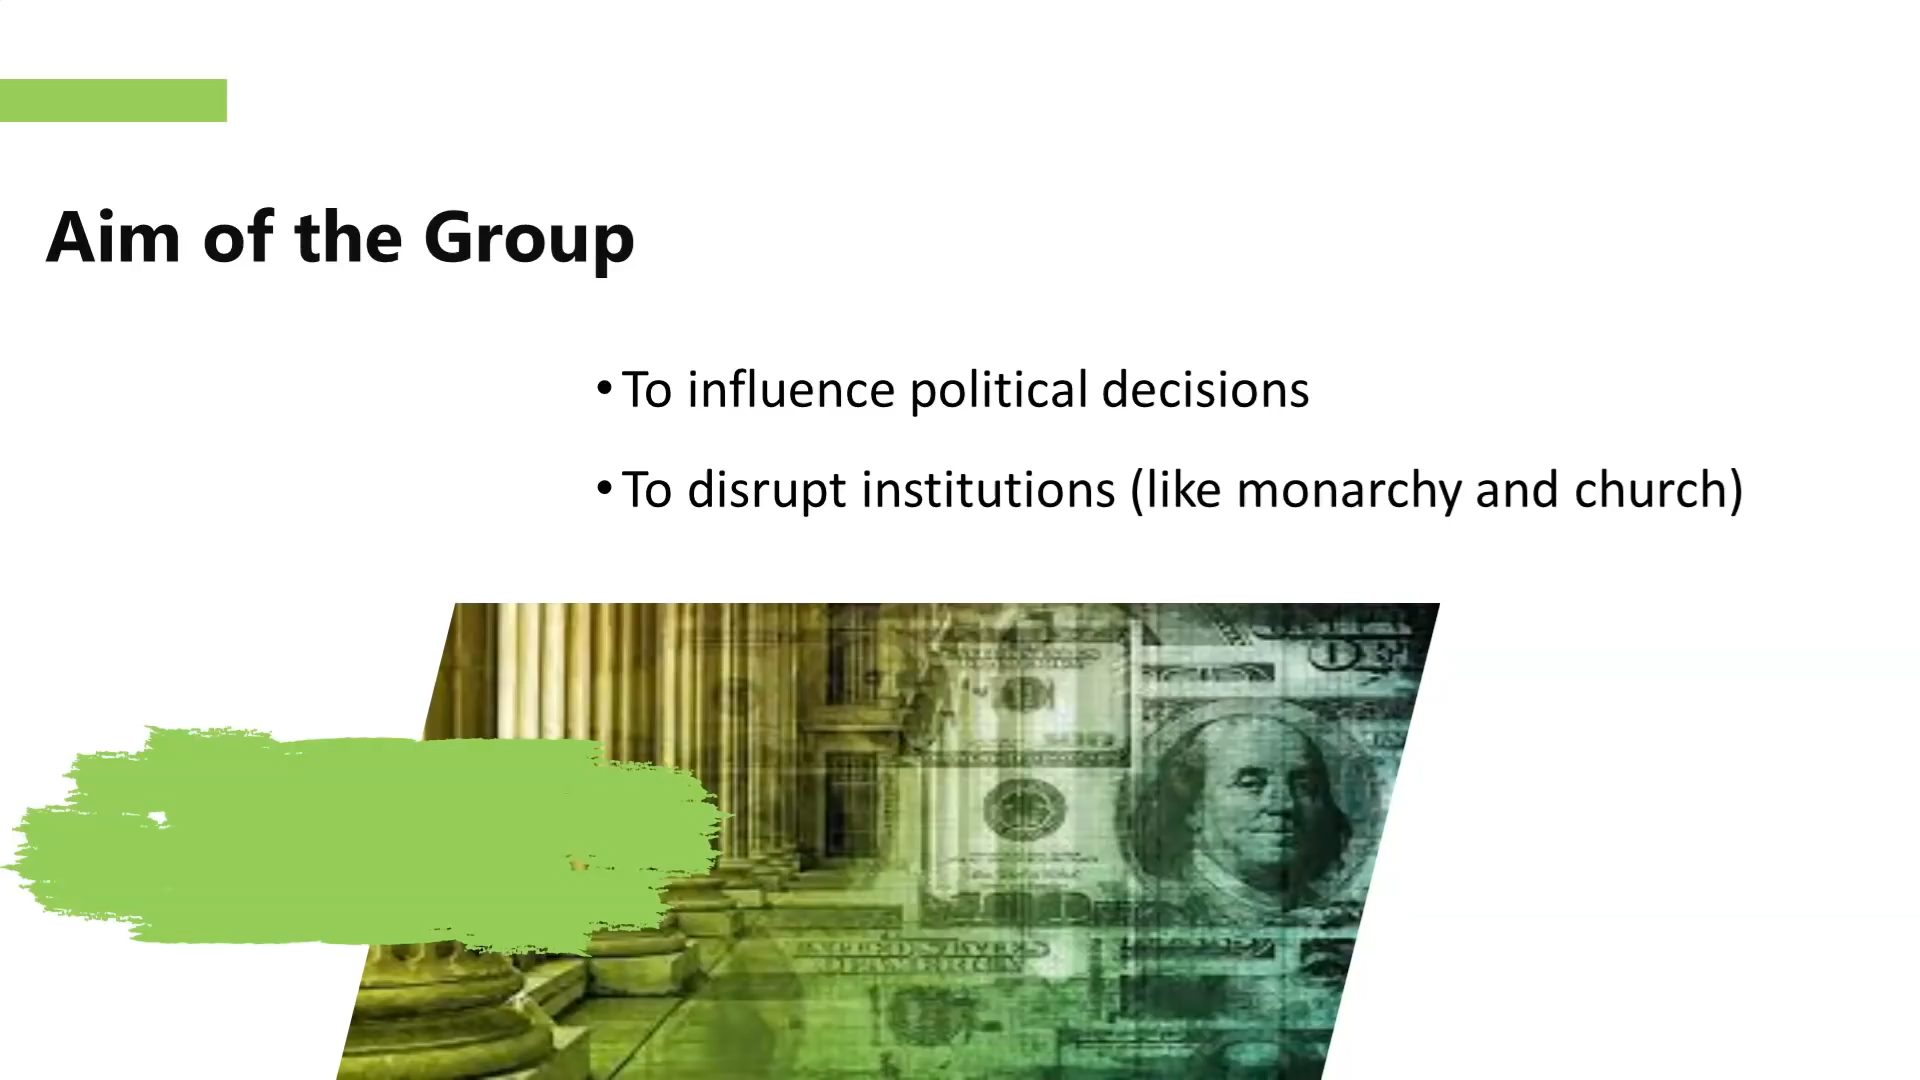 Aim of the Group
• To influence political decisions
• To disrupt institutions (like monarchy and church)